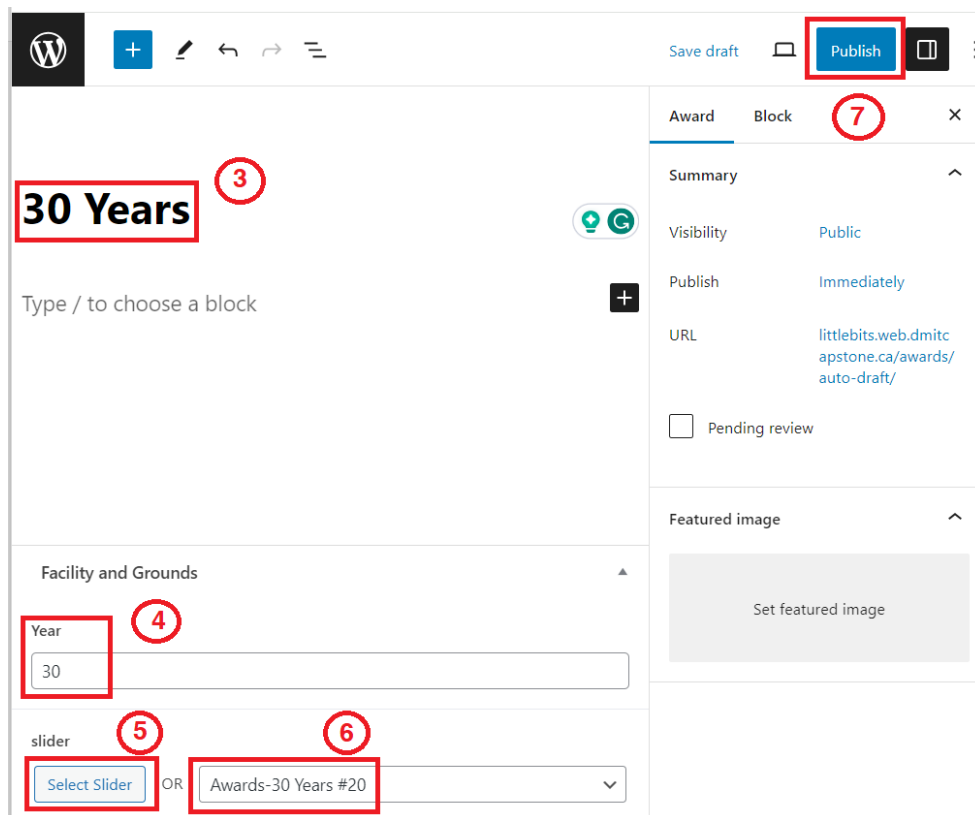 W
Save draft
Publish
Award Block
7
Summary
3
30 Years
G
Visibility Public
Publish Immediately
Type / to choose a block
URL littlebits.web.dmitc
apstone.ca/awards/
auto-draft/
Pending review
Featured image
Set featured image
Facility and Grounds
4
Year
30
5
6
slider
Select Slider OR Awards-30 Years #20